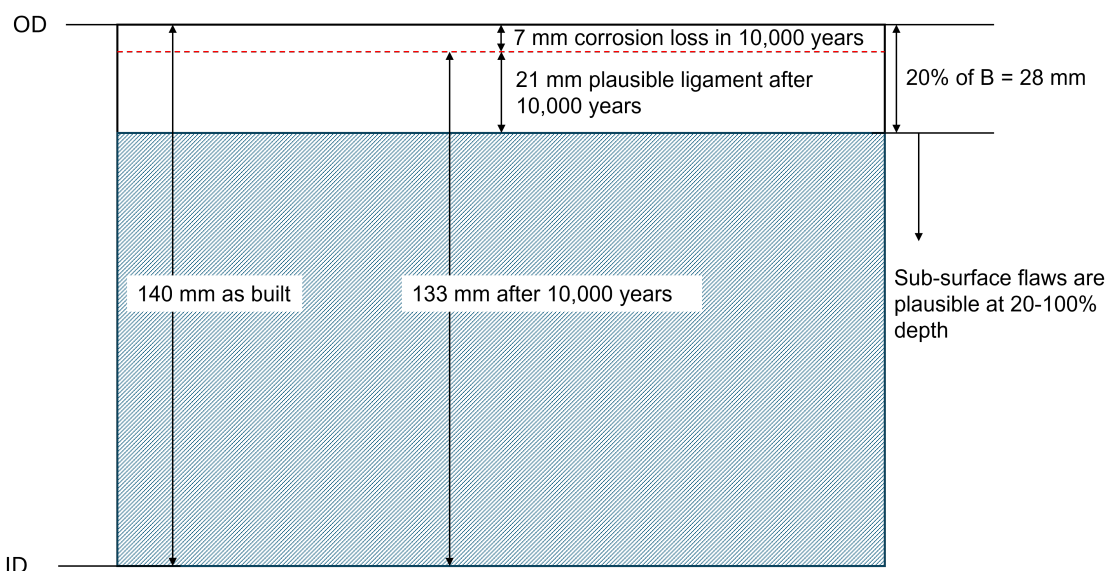 OD
7 mm corrosion loss in 10,000 years
21 mm plausible ligament after
10,000 years
20% of B = 28 mm
140 mm as built
133 mm after 10,000 years
Sub-surface flaws are
plausible at 20-100%
depth
ID